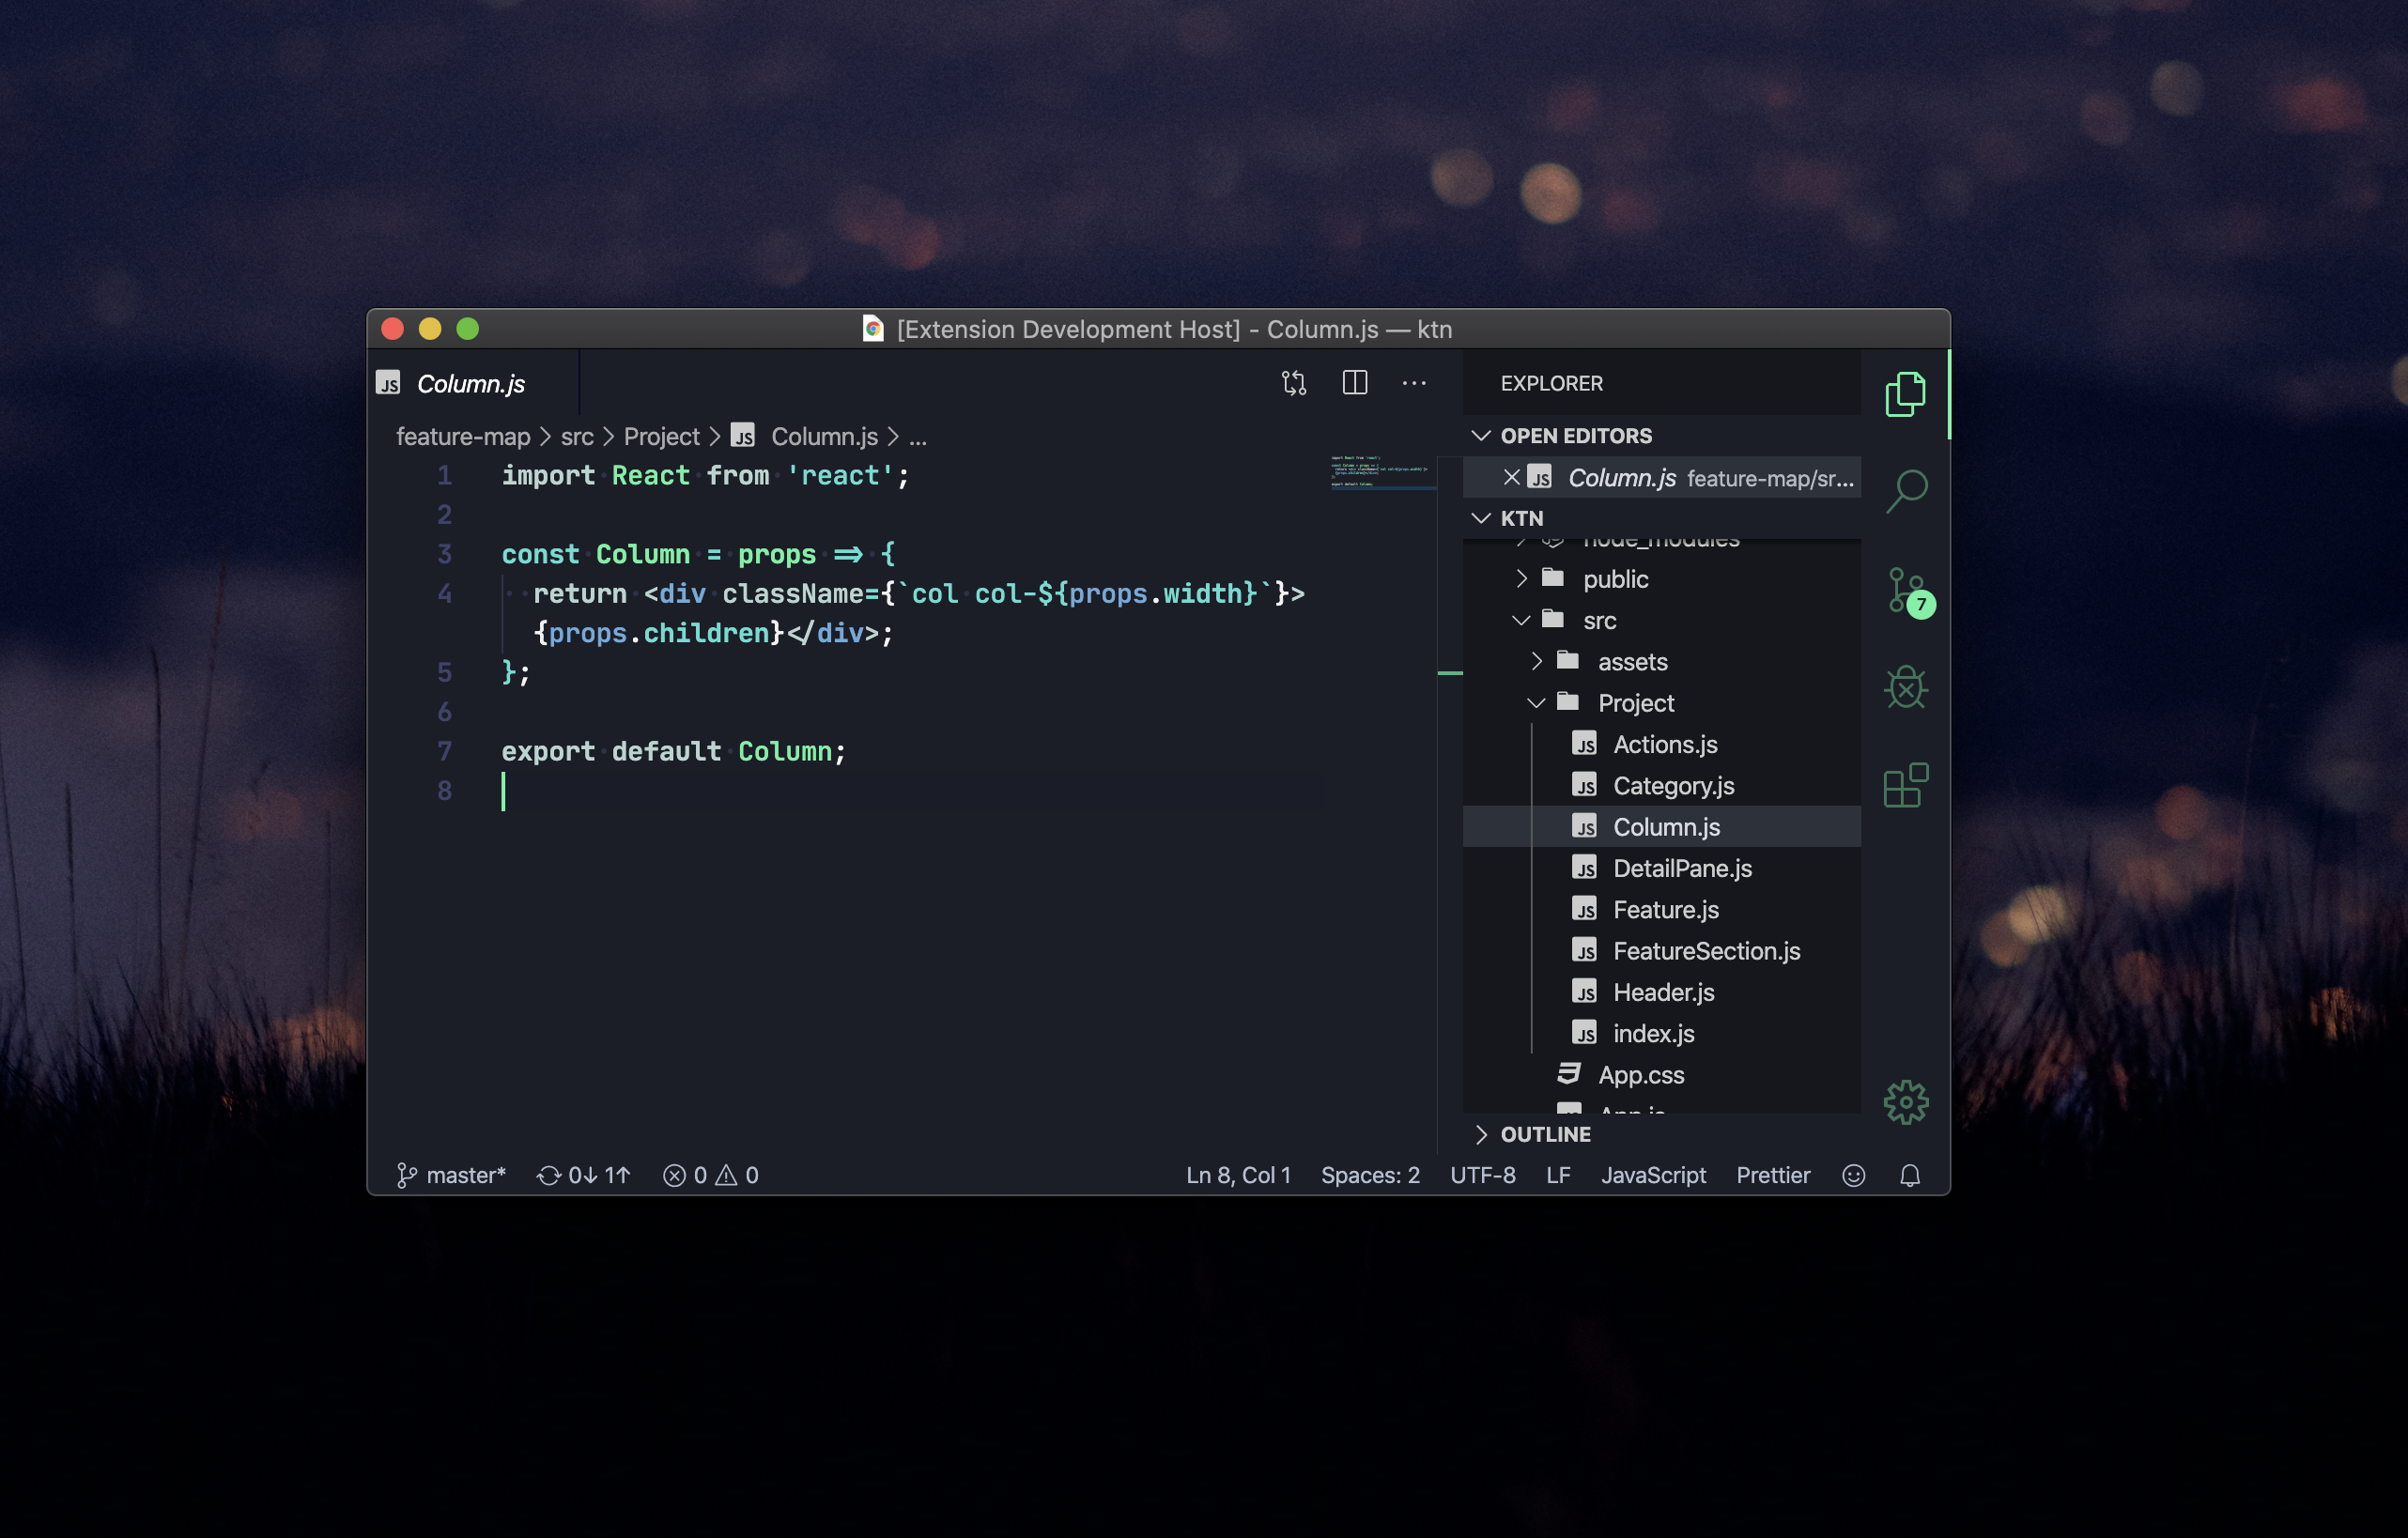 [Extension Development Host] - Column.js — ktn
JS Column.js
feature-map > src > Project > JS Column.js > ...
1 import React from 'react';
2
3 const Column = props => {
4 return <div className={`col col-${props.width}`}>
{props.children}</div>;
5 };
6
7 export default Column;
8
EXPLORER
OPEN EDITORS
JS Column.js feature-map/sr...
KTN
node_modules
public
src
assets
Project
JS Actions.js
JS Category.js
JS Column.js
JS DetailPane.js
JS Feature.js
JS FeatureSection.js
JS Header.js
JS index.js
App.css
App.js
OUTLINE
7
master* 0↓ 1↑ 0 0 Ln 8, Col 1 Spaces: 2 UTF-8 LF JavaScript Prettier